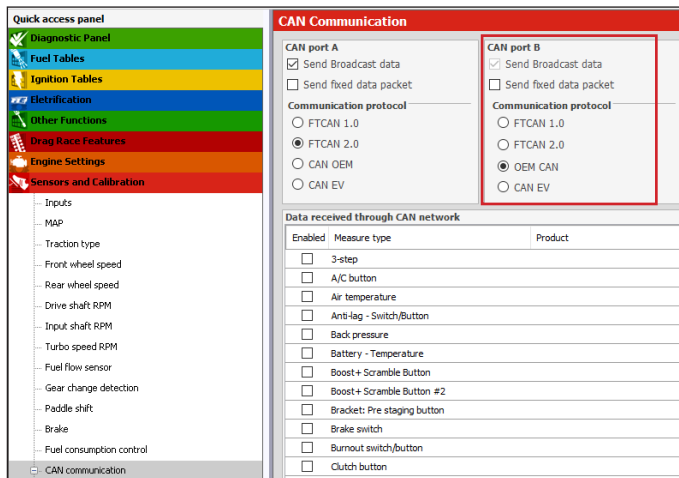 Quick access panel
Diagnostic Panel
Fuel Tables
Ignition Tables
Eletrification
Other Functions
Drag Race Features
Engine Settings
Sensors and Calibration
Inputs
MAP
Traction type
Front wheel speed
Rear wheel speed
Drive shaft RPM
Input shaft RPM
Turbo speed RPM
Fuel flow sensor
Gear change detection
Paddle shift
Brake
Fuel consumption control
CAN communication
CAN Communication
CAN port A
Send Broadcast data
Send fixed data packet
Communication protocol
FTCAN 1.0
FTCAN 2.0
CAN OEM
CAN EV
CAN port B
Send Broadcast data
Send fixed data packet
Communication protocol
FTCAN 1.0
FTCAN 2.0
OEM CAN
CAN EV
Data received through CAN network
Enabled Measure type Product
3-step
A/C button
Air temperature
Anti-lag - Switch/Button
Back pressure
Battery - Temperature
Boost+ Scramble Button
Boost+ Scramble Button #2
Bracket: Pre staging button
Brake switch
Burnout switch/button
Clutch button